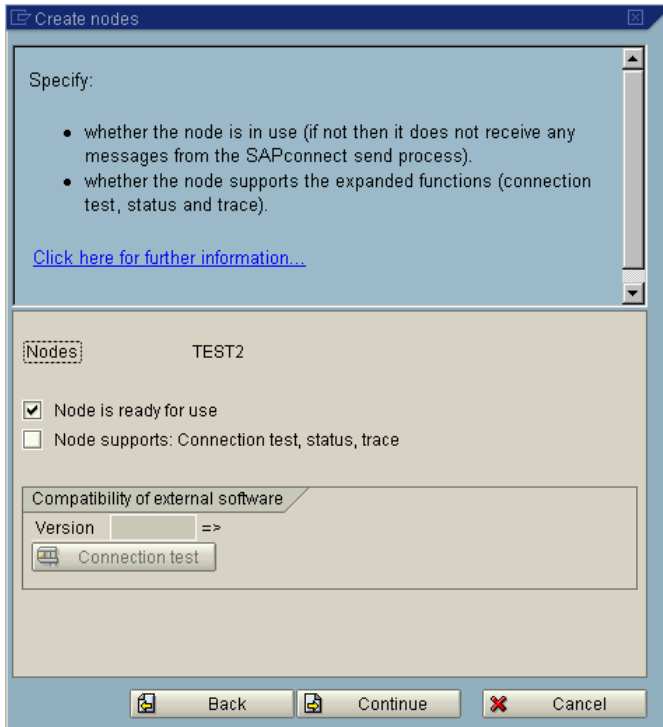 Create nodes
Specify:
• whether the node is in use (if not then it does not receive any
messages from the SAPconnect send process).
• whether the node supports the expanded functions (connection
test, status and trace).
Click here for further information...
Nodes TEST2
Node is ready for use
Node supports: Connection test, status, trace
Compatibility of external software
Version =>
Connection test
Back Continue Cancel